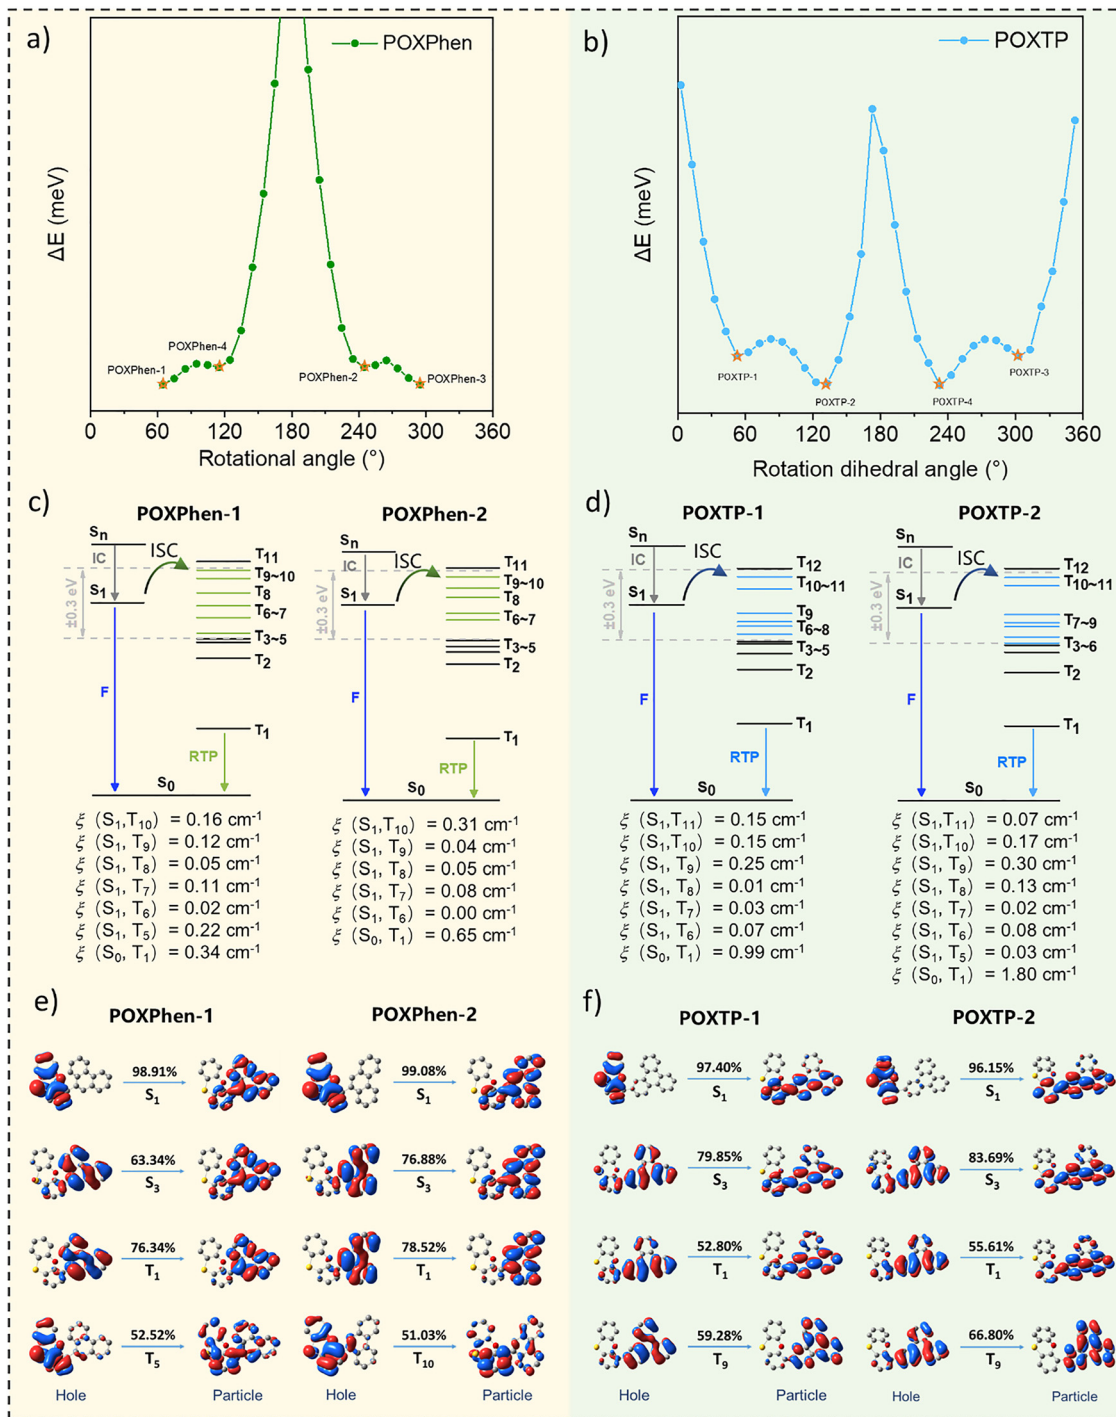 a)
POXPhen
ΔE (meV)
POXPhen-1
POXPhen-4
POXPhen-2
POXPhen-3
0 60 120 180 240 300 360
Rotational angle (°)
b)
POXTP
ΔE (meV)
POXTP-1
POXTP-2
POXTP-4
POXTP-3
0 60 120 180 240 300 360
Rotation dihedral angle (°)
c)
POXPhen-1
Sn
IC
ISC
S1
±0.3 eV
F
T11
T9~10
T8
T6~7
T3~5
T2
T1
RTP
S0
ξ (S1,T10) = 0.16 cm-1
ξ (S1, T9) = 0.12 cm-1
ξ (S1, T8) = 0.05 cm-1
ξ (S1, T7) = 0.11 cm-1
ξ (S1, T6) = 0.02 cm-1
ξ (S1, T5) = 0.22 cm-1
ξ (S0, T1) = 0.34 cm-1
POXPhen-2
Sn
IC
ISC
S1
±0.3 eV
F
T11
T9~10
T8
T6~7
T3~5
T2
T1
RTP
S0
ξ (S1,T10) = 0.31 cm-1
ξ (S1, T9) = 0.04 cm-1
ξ (S1, T8) = 0.05 cm-1
ξ (S1, T7) = 0.08 cm-1
ξ (S1, T6) = 0.00 cm-1
ξ (S0, T1) = 0.65 cm-1
d)
POXTP-1
Sn
IC
ISC
S1
±0.3 eV
F
T12
T10~11
T9
T6~8
T3~5
T2
T1
RTP
S0
ξ (S1,T11) = 0.15 cm-1
ξ (S1,T10) = 0.15 cm-1
ξ (S1, T9) = 0.25 cm-1
ξ (S1, T8) = 0.01 cm-1
ξ (S1, T7) = 0.03 cm-1
ξ (S1, T6) = 0.07 cm-1
ξ (S0, T1) = 0.99 cm-1
POXTP-2
Sn
IC
ISC
S1
±0.3 eV
F
T12
T10~11
T7~9
T3~6
T2
T1
RTP
S0
ξ (S1,T11) = 0.07 cm-1
ξ (S1,T10) = 0.17 cm-1
ξ (S1, T9) = 0.30 cm-1
ξ (S1, T8) = 0.13 cm-1
ξ (S1, T7) = 0.02 cm-1
ξ (S1, T6) = 0.08 cm-1
ξ (S1, T5) = 0.03 cm-1
ξ (S0, T1) = 1.80 cm-1
e)
POXPhen-1
POXPhen-2
98.91%
S1
99.08%
S1
63.34%
S3
76.88%
S3
76.34%
T1
78.52%
T1
52.52%
T5
51.03%
T10
Hole
Particle
Hole
Particle
f)
POXTP-1
POXTP-2
97.40%
S1
96.15%
S1
79.85%
S3
83.69%
S3
52.80%
T1
55.61%
T1
59.28%
T9
66.80%
T9
Hole
Particle
Hole
Particle